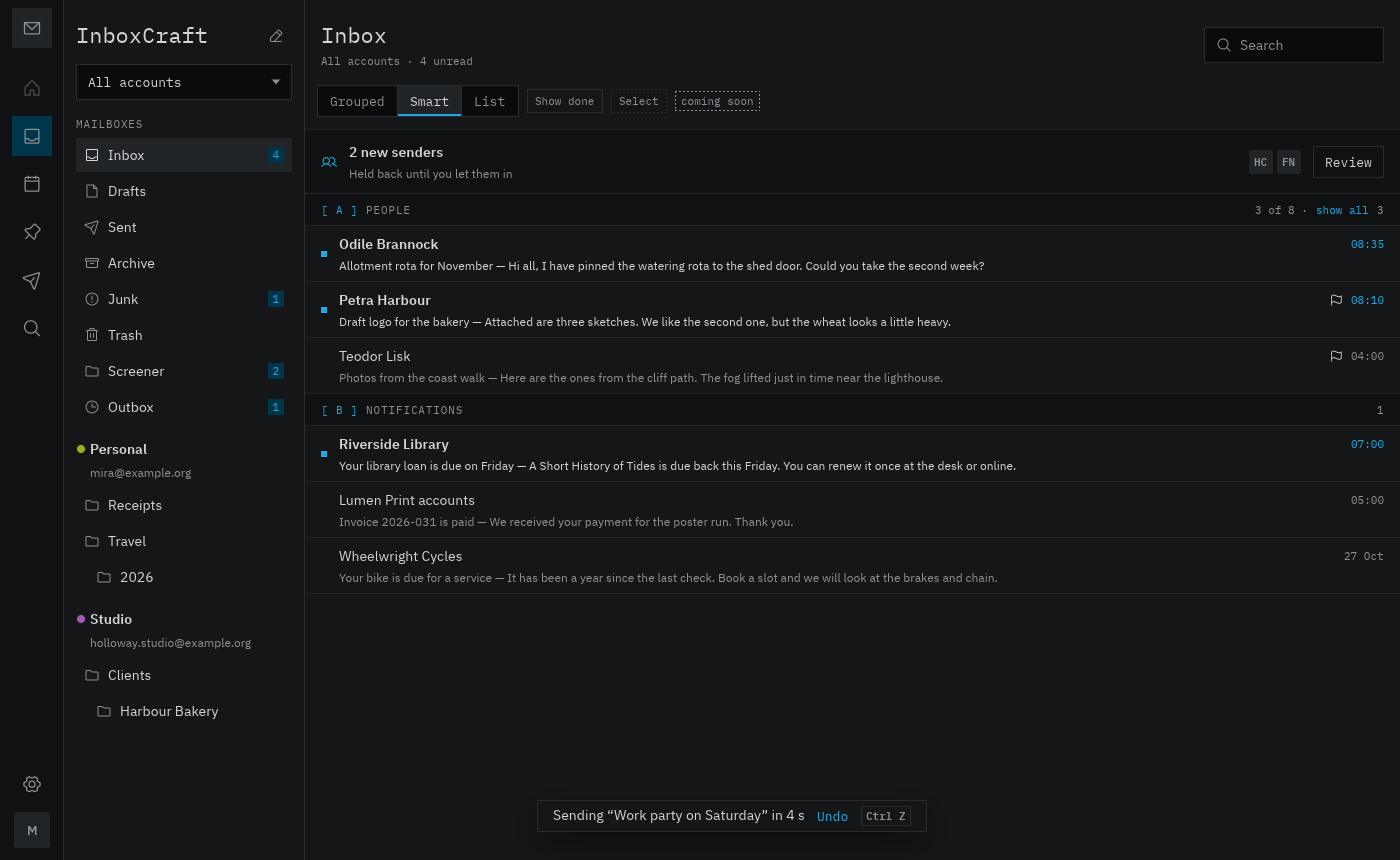 InboxCraft
All accounts
MAILBOXES
Inbox 4
Drafts
Sent
Archive
Junk 1
Trash
Screener 2
Outbox 1
Personal
mira@example.org
Receipts
Travel
2026
Studio
holloway.studio@example.org
Clients
Harbour Bakery
M
Inbox
All accounts · 4 unread
Search
Grouped Smart List Show done Select coming soon
2 new senders
Held back until you let them in
HC FN Review
[ A ] PEOPLE 3 of 8 · show all 3
Odile Brannock 08:35
Allotment rota for November — Hi all, I have pinned the watering rota to the shed door. Could you take the second week?
Petra Harbour 08:10
Draft logo for the bakery — Attached are three sketches. We like the second one, but the wheat looks a little heavy.
Teodor Lisk 04:00
Photos from the coast walk — Here are the ones from the cliff path. The fog lifted just in time near the lighthouse.
[ B ] NOTIFICATIONS 1
Riverside Library 07:00
Your library loan is due on Friday — A Short History of Tides is due back this Friday. You can renew it once at the desk or online.
Lumen Print accounts 05:00
Invoice 2026-031 is paid — We received your payment for the poster run. Thank you.
Wheelwright Cycles 27 Oct
Your bike is due for a service — It has been a year since the last check. Book a slot and we will look at the brakes and chain.
Sending “Work party on Saturday” in 4 s Undo Ctrl Z